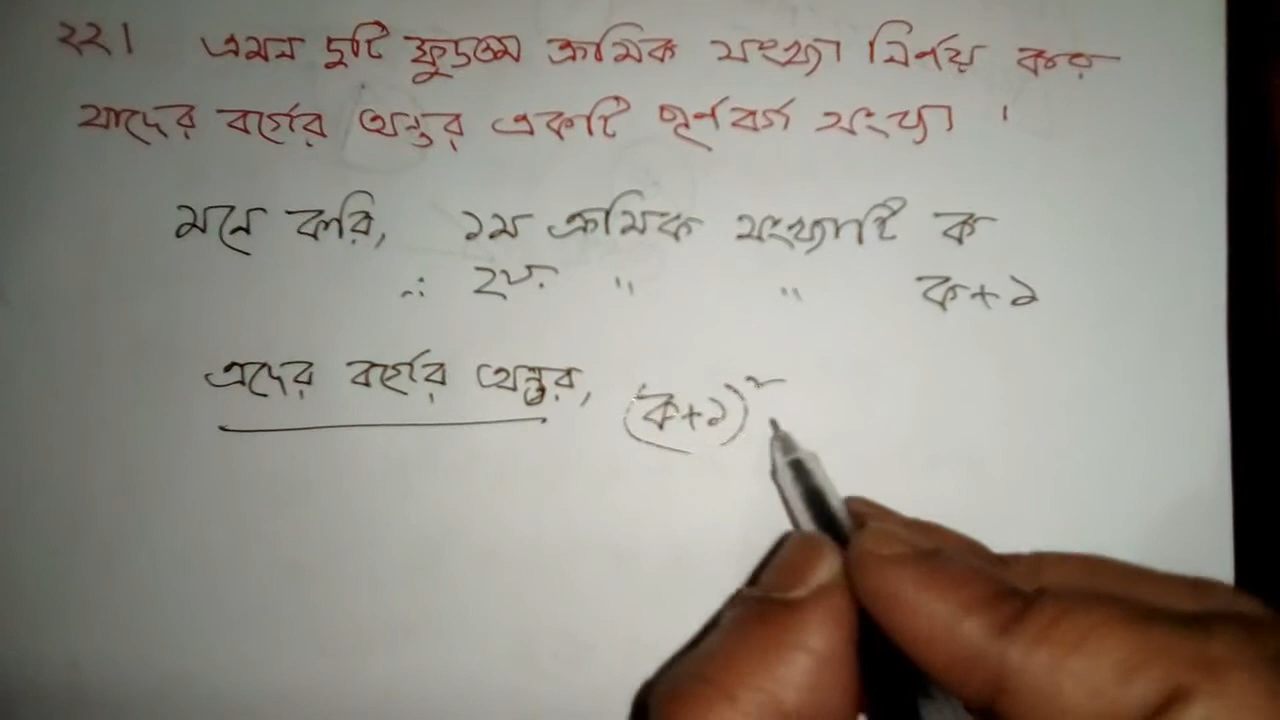 ২২। এমন দুটি ক্ষুদ্রতম ক্রমিক সংখ্যা নির্ণয় কর
যাদের বর্গের অন্তর একটি পূর্ণবর্গ সংখ্যা ।
মনে করি, ১ম ক্রমিক সংখ্যাটি ক
∴ ২য় " " ক+১
এদের বর্গের অন্তর, (ক+১)^২